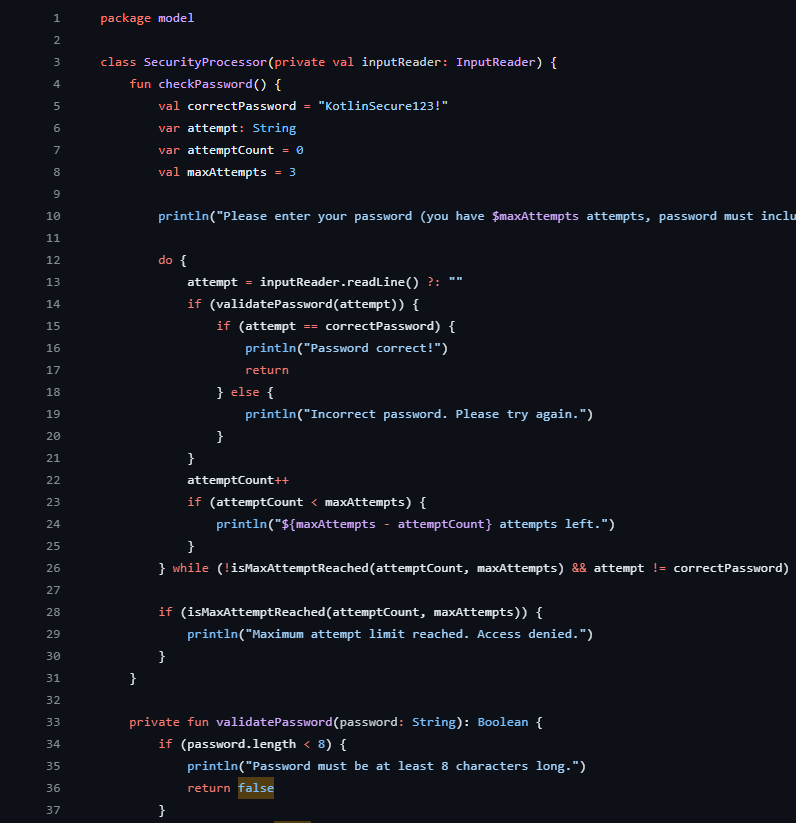 1 package model
2
3 class SecurityProcessor(private val inputReader: InputReader) {
4 fun checkPassword() {
5 val correctPassword = "KotlinSecure123!"
6 var attempt: String
7 var attemptCount = 0
8 val maxAttempts = 3
9
10 println("Please enter your password (you have $maxAttempts attempts, password must inclu
11
12 do {
13 attempt = inputReader.readLine() ?: ""
14 if (validatePassword(attempt)) {
15 if (attempt == correctPassword) {
16 println("Password correct!")
17 return
18 } else {
19 println("Incorrect password. Please try again.")
20 }
21 }
22 attemptCount++
23 if (attemptCount < maxAttempts) {
24 println("${maxAttempts - attemptCount} attempts left.")
25 }
26 } while (!isMaxAttemptReached(attemptCount, maxAttempts) && attempt != correctPassword)
27
28 if (isMaxAttemptReached(attemptCount, maxAttempts)) {
29 println("Maximum attempt limit reached. Access denied.")
30 }
31 }
32
33 private fun validatePassword(password: String): Boolean {
34 if (password.length < 8) {
35 println("Password must be at least 8 characters long.")
36 return false
37 }